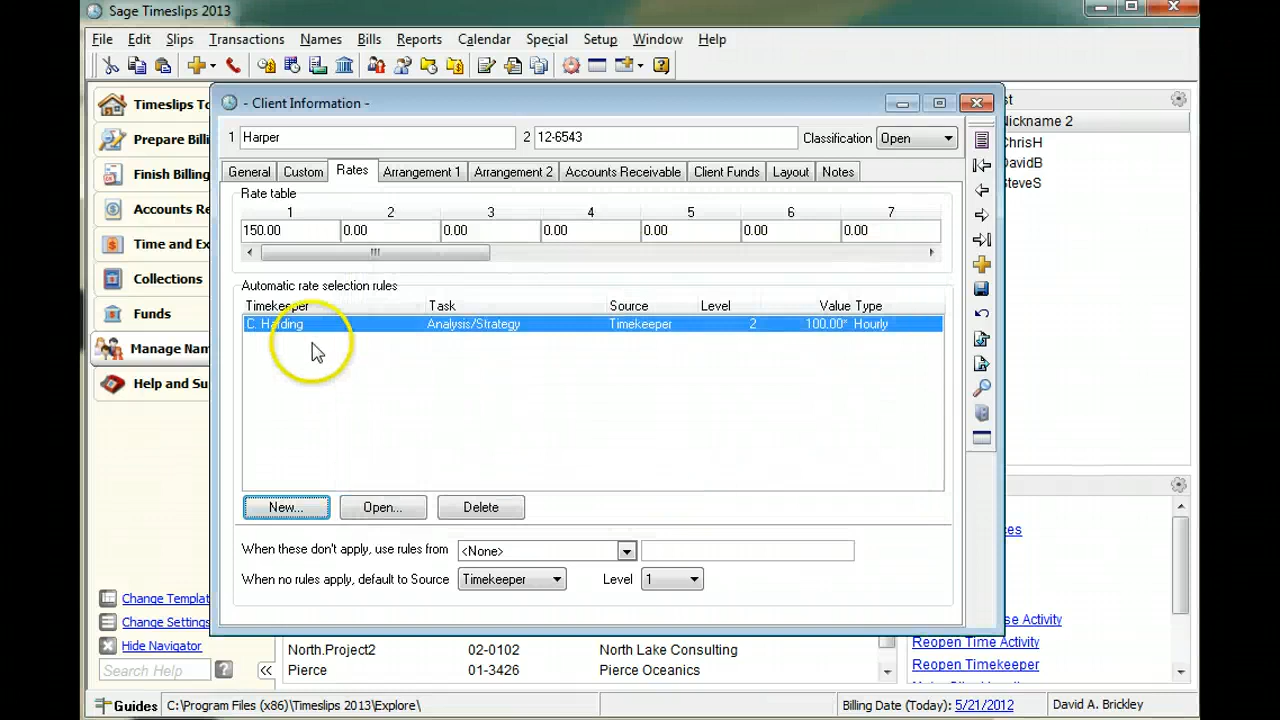 Sage Timeslips 2013
File Edit Slips Transactions Names Bills Reports Calendar Special Setup Window Help
Timeslips To
Prepare Billi
Finish Billing
Accounts Re
Time and Ex
Collections
Funds
Manage Nam
Help and Su
Change Templat
Change Settings
Hide Navigator
Search Help
- Client Information -
1 Harper 2 12-6543 Classification Open
General Custom Rates Arrangement 1 Arrangement 2 Accounts Receivable Client Funds Layout Notes
Rate table
1 2 3 4 5 6 7
150.00 0.00 0.00 0.00 0.00 0.00 0.00
Automatic rate selection rules
Timekeeper Task Source Level Value Type
C. Harding Analysis/Strategy Timekeeper 2 100.00* Hourly
New... Open... Delete
When these don't apply, use rules from <None>
When no rules apply, default to Source Timekeeper Level 1
North.Project2 02-0102 North Lake Consulting
Pierce 01-3426 Pierce Oceanics
st
Nickname 2
ChrisH
DavidB
SteveS
ces
se Activity
Reopen Time Activity
Reopen Timekeeper
Guides C:\Program Files (x86)\Timeslips 2013\Explore\ Billing Date (Today): 5/21/2012 David A. Brickley